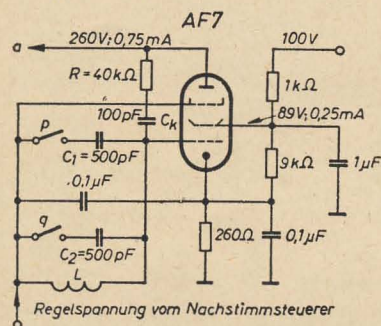 AF7
a
260V; 0,75mA
100V
R = 40kΩ
1kΩ
100pF
Ck
89V; 0,25mA
p
C1 = 500pF
9kΩ
1µF
0,1µF
q
260Ω
0,1µF
C2 = 500pF
L
Regelspannung vom Nachstimmsteuerer